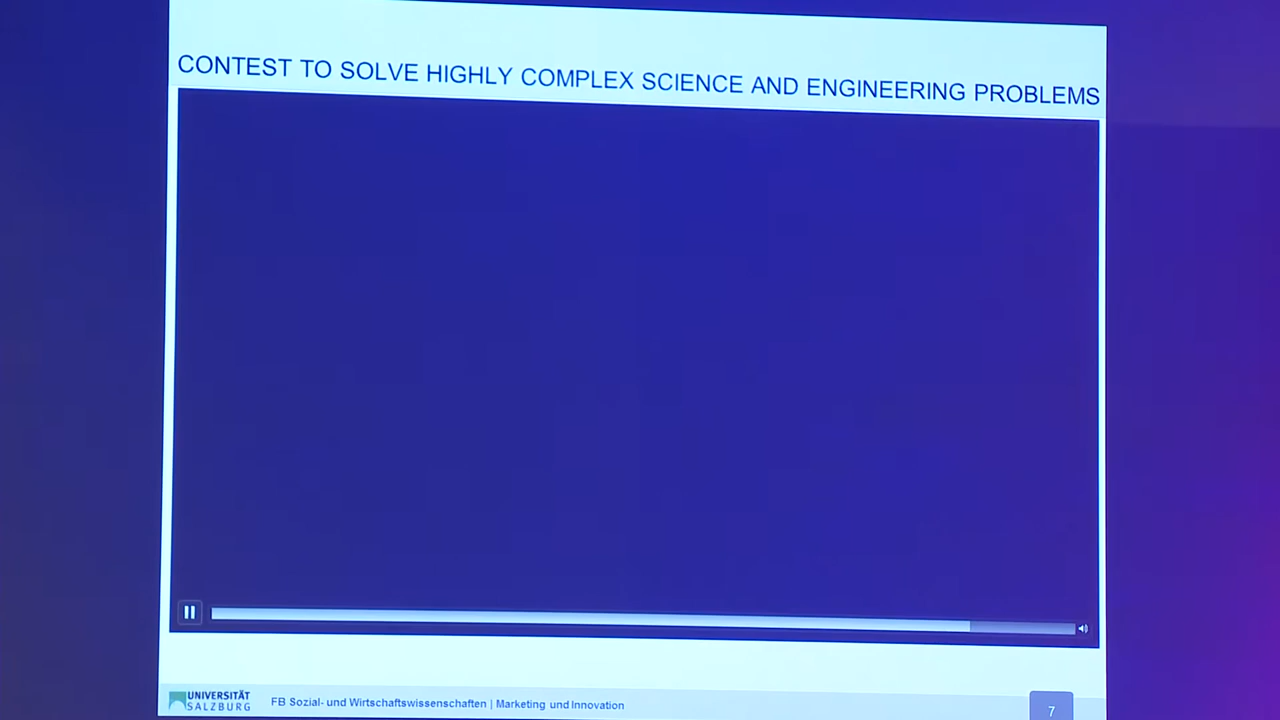 CONTEST TO SOLVE HIGHLY COMPLEX SCIENCE AND ENGINEERING PROBLEMS
UNIVERSITÄT
SALZBURG
FB Sozial- und Wirtschaftswissenschaften | Marketing und Innovation
7